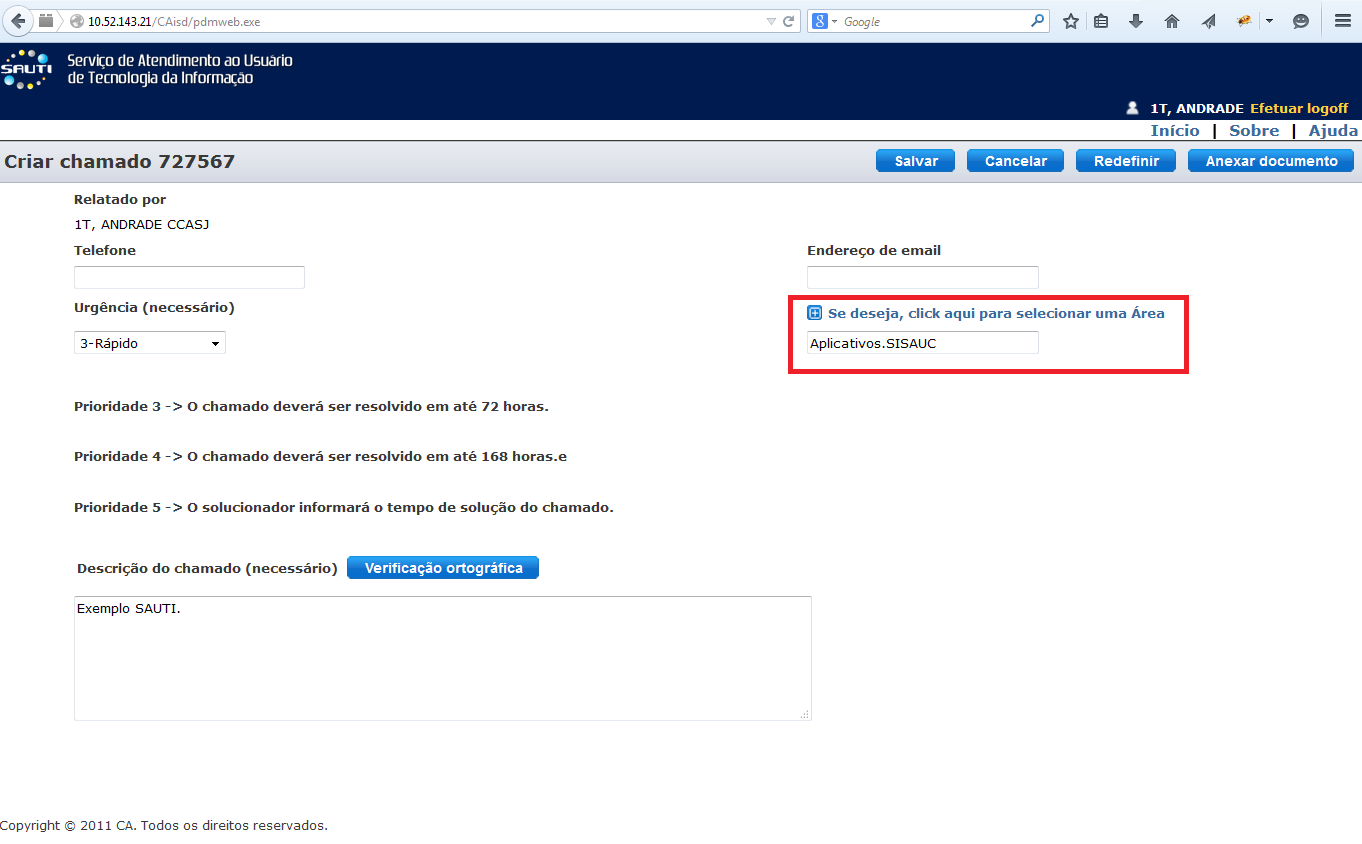 10.52.143.21/CAisd/pdmweb.exe
Google
SAUTI
Serviço de Atendimento ao Usuário
de Tecnologia da Informação
1T, ANDRADE Efetuar logoff
Início | Sobre | Ajuda
Criar chamado 727567
Salvar
Cancelar
Redefinir
Anexar documento
Relatado por
1T, ANDRADE CCASJ
Telefone
Endereço de email
Urgência (necessário)
Se deseja, click aqui para selecionar uma Área
3-Rápido
Aplicativos.SISAUC
Prioridade 3 -> O chamado deverá ser resolvido em até 72 horas.
Prioridade 4 -> O chamado deverá ser resolvido em até 168 horas.e
Prioridade 5 -> O solucionador informará o tempo de solução do chamado.
Descrição do chamado (necessário)
Verificação ortográfica
Exemplo SAUTI.
Copyright © 2011 CA. Todos os direitos reservados.